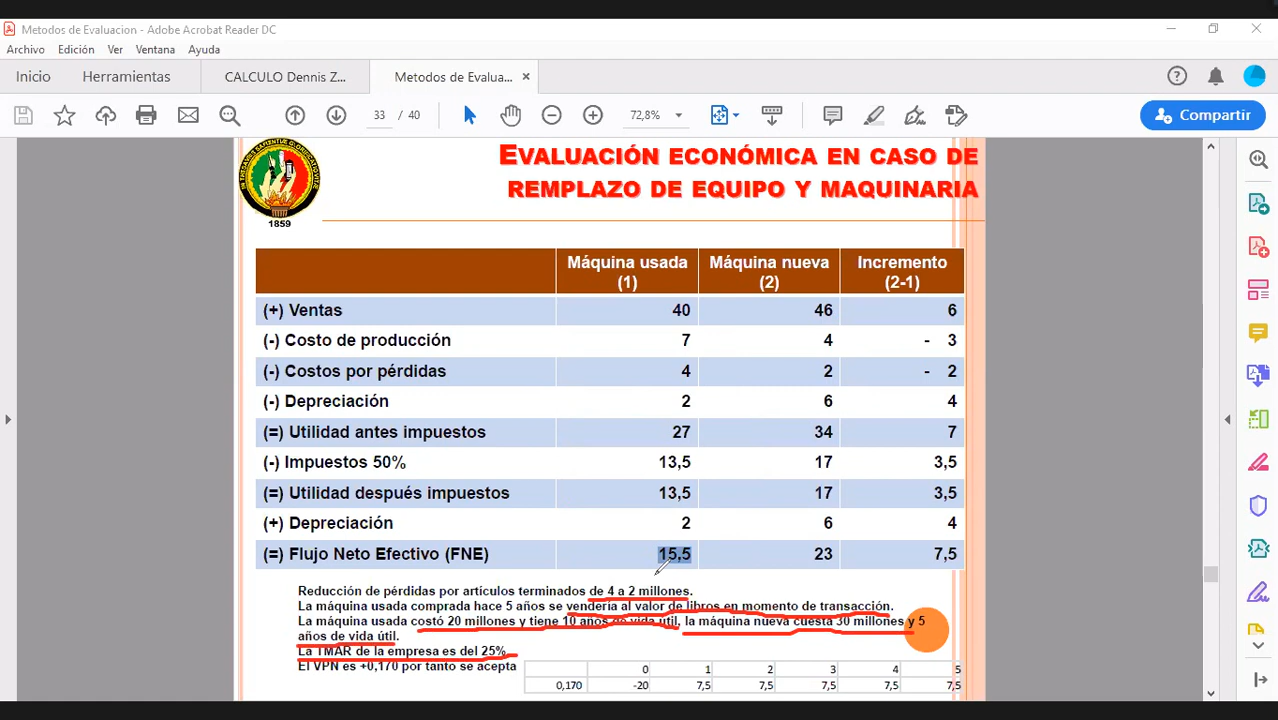 Metodos de Evaluacion - Adobe Acrobat Reader DC
Archivo Edición Ver Ventana Ayuda
Inicio Herramientas CALCULO Dennis Z... Metodos de Evalua... ×
33 / 40 72,8% Compartir
EVALUACIÓN ECONÓMICA EN CASO DE
REMPLAZO DE EQUIPO Y MAQUINARIA
1859
Máquina usada (1) Máquina nueva (2) Incremento (2-1)
(+) Ventas 40 46 6
(-) Costo de producción 7 4 - 3
(-) Costos por pérdidas 4 2 - 2
(-) Depreciación 2 6 4
(=) Utilidad antes impuestos 27 34 7
(-) Impuestos 50% 13,5 17 3,5
(=) Utilidad después impuestos 13,5 17 3,5
(+) Depreciación 2 6 4
(=) Flujo Neto Efectivo (FNE) 15,5 23 7,5
Reducción de pérdidas por artículos terminados de 4 a 2 millones.
La máquina usada comprada hace 5 años se vendería al valor de libros en momento de transacción.
La máquina usada costó 20 millones y tiene 10 años de vida útil, la máquina nueva cuesta 30 millones y 5
años de vida útil.
La TMAR de la empresa es del 25%
El VPN es +0,170 por tanto se acepta
0 1 2 3 4 5
0,170 -20 7,5 7,5 7,5 7,5 7,5